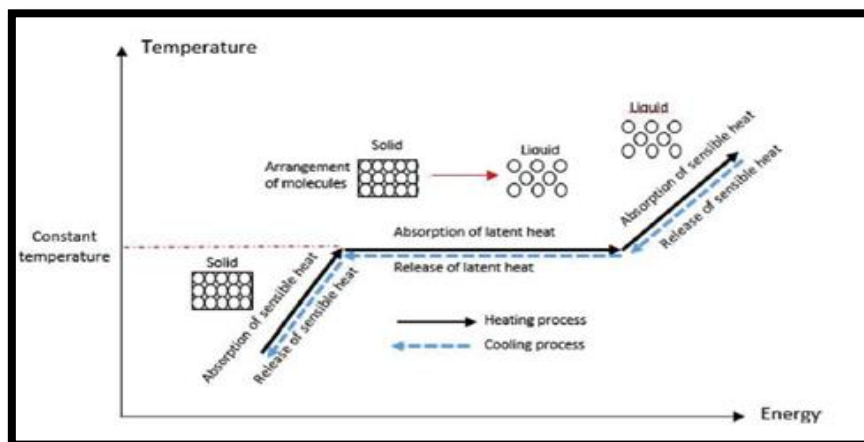 Temperature
Liquid
Solid
Liquid
Arrangement
of molecules
Absorption of sensible heat
Release of sensible heat
Constant
temperature
Absorption of latent heat
Release of latent heat
Solid
Absorption of sensible heat
Release of sensible heat
Heating process
Cooling process
Energy